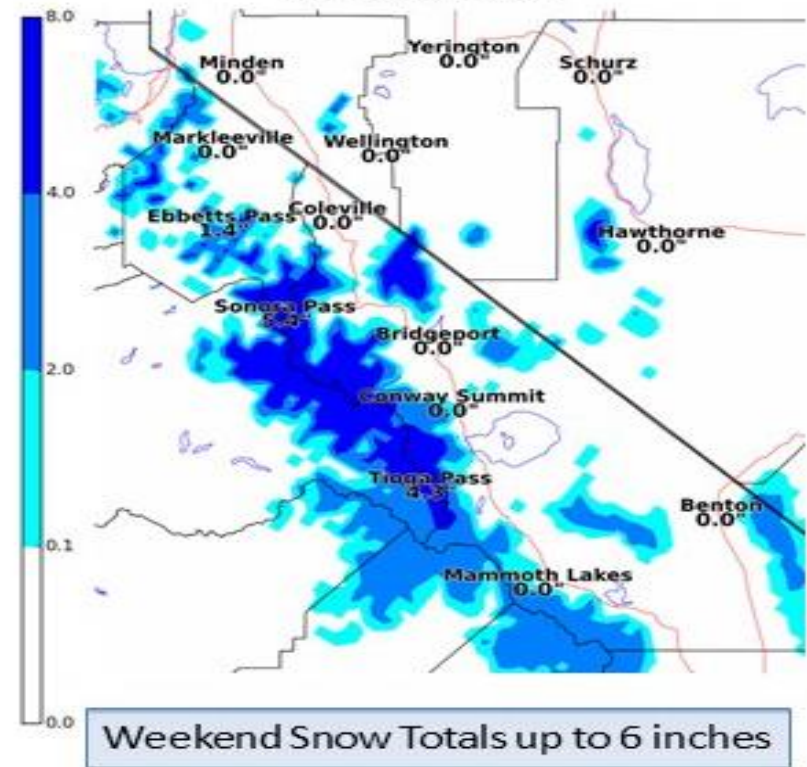 8.0
Minden
0.0"
Yerington
0.0"
Schurz
0.0"
Markleeville
0.0"
Wellington
0.0"
4.0
Ebbetts Pass
1.4"
Coleville
0.0"
Hawthorne
0.0"
Sonora Pass
5.4"
Bridgeport
0.0"
2.0
Conway Summit
0.0"
Tioga Pass
4.3"
Benton
0.0"
0.1
Mammoth Lakes
0.0"
0.0
Weekend Snow Totals up to 6 inches